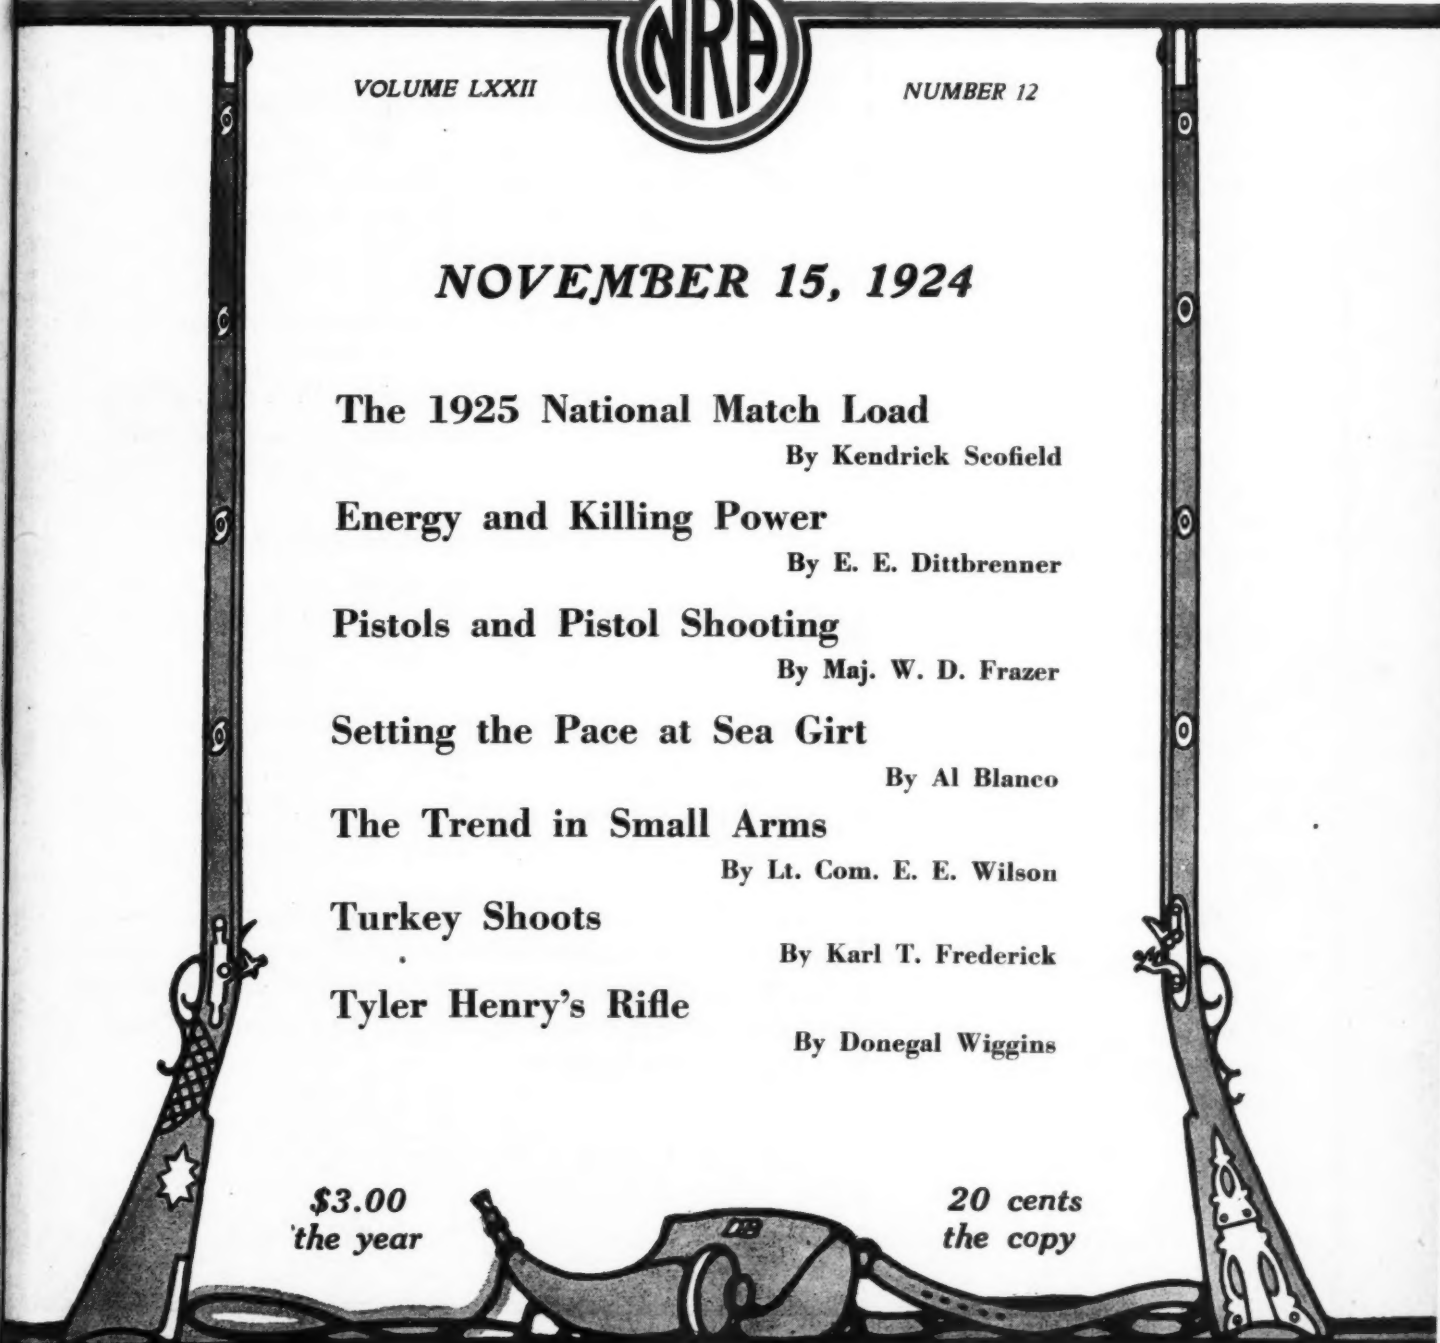 NRA
VOLUME LXXII
NUMBER 12
NOVEMBER 15, 1924
The 1925 National Match Load
By Kendrick Scofield
Energy and Killing Power
By E. E. Dittbrenner
Pistols and Pistol Shooting
By Maj. W. D. Frazer
Setting the Pace at Sea Girt
By Al Blanco
The Trend in Small Arms
By Lt. Com. E. E. Wilson
Turkey Shoots
By Karl T. Frederick
Tyler Henry's Rifle
By Donegal Wiggins
$3.00
the year
20 cents
the copy
DB